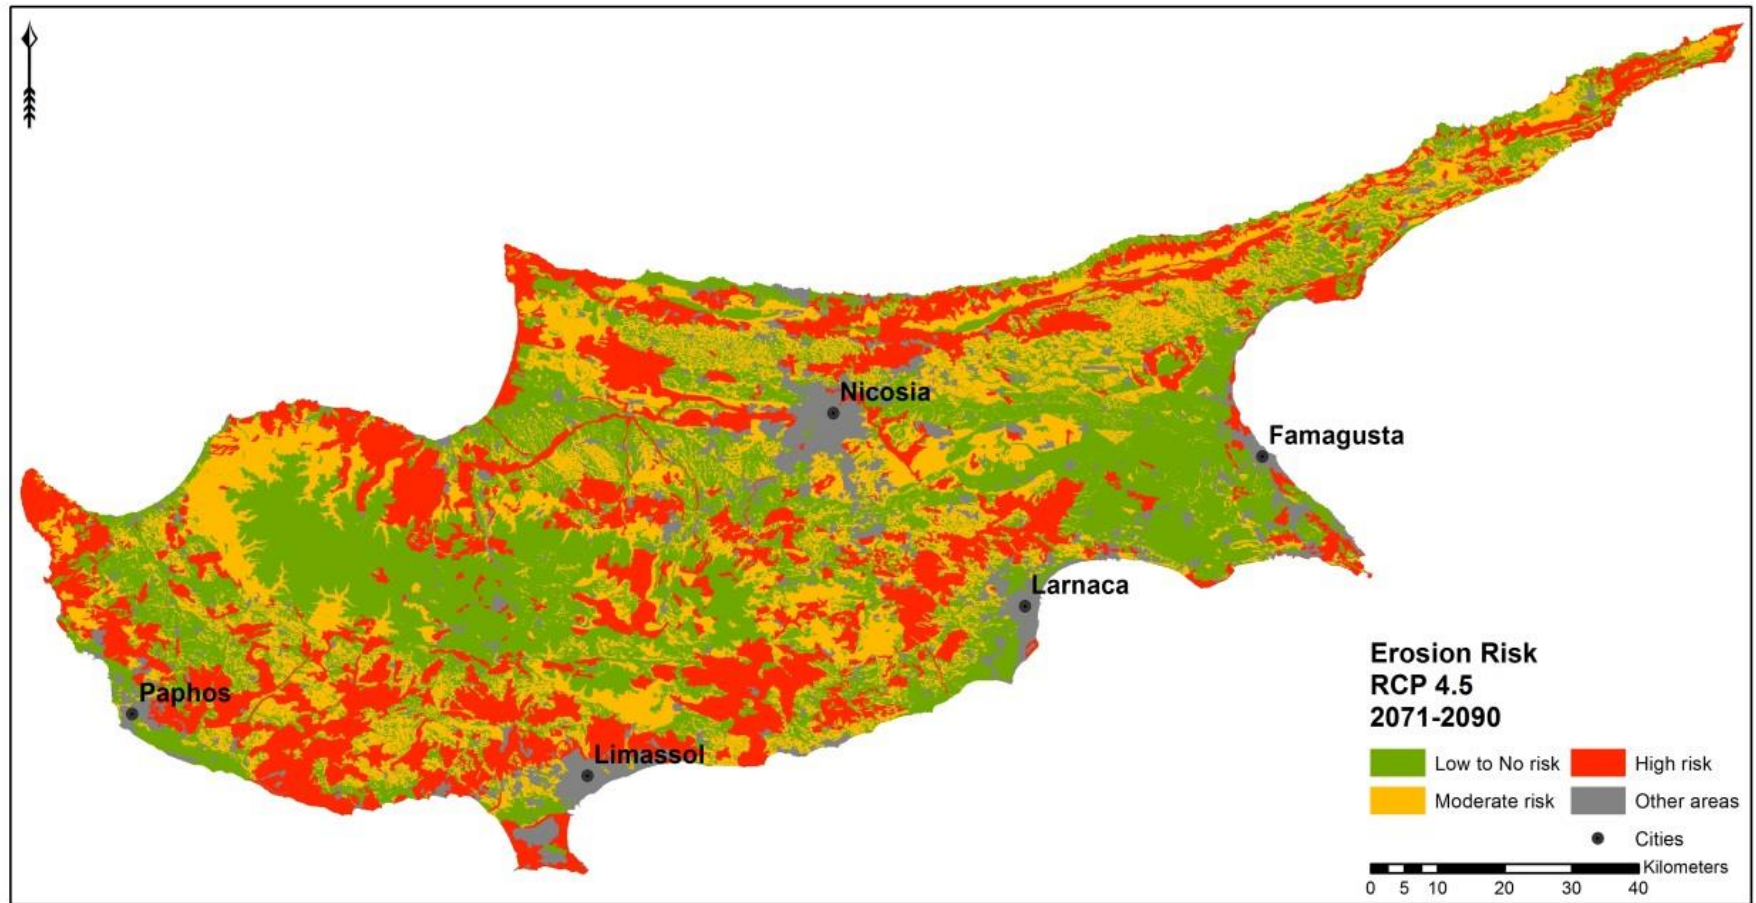 Nicosia
Famagusta
Larnaca
Paphos
Limassol
Erosion Risk
RCP 4.5
2071-2090
Low to No risk
High risk
Moderate risk
Other areas
Cities
Kilometers
0 5 10 20 30 40